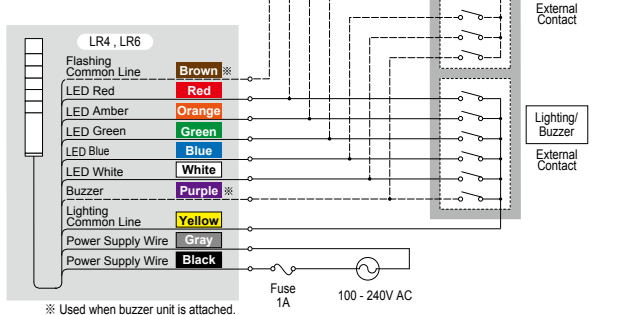 External
Contact
LR4 , LR6
Flashing
Common Line
Brown ※
LED Red
Red
LED Amber
Orange
LED Green
Green
LED Blue
Blue
LED White
White
Buzzer
Purple ※
Lighting
Common Line
Yellow
Power Supply Wire
Gray
Power Supply Wire
Black
Lighting/
Buzzer
External
Contact
Fuse
1A
100 - 240V AC
※ Used when buzzer unit is attached.